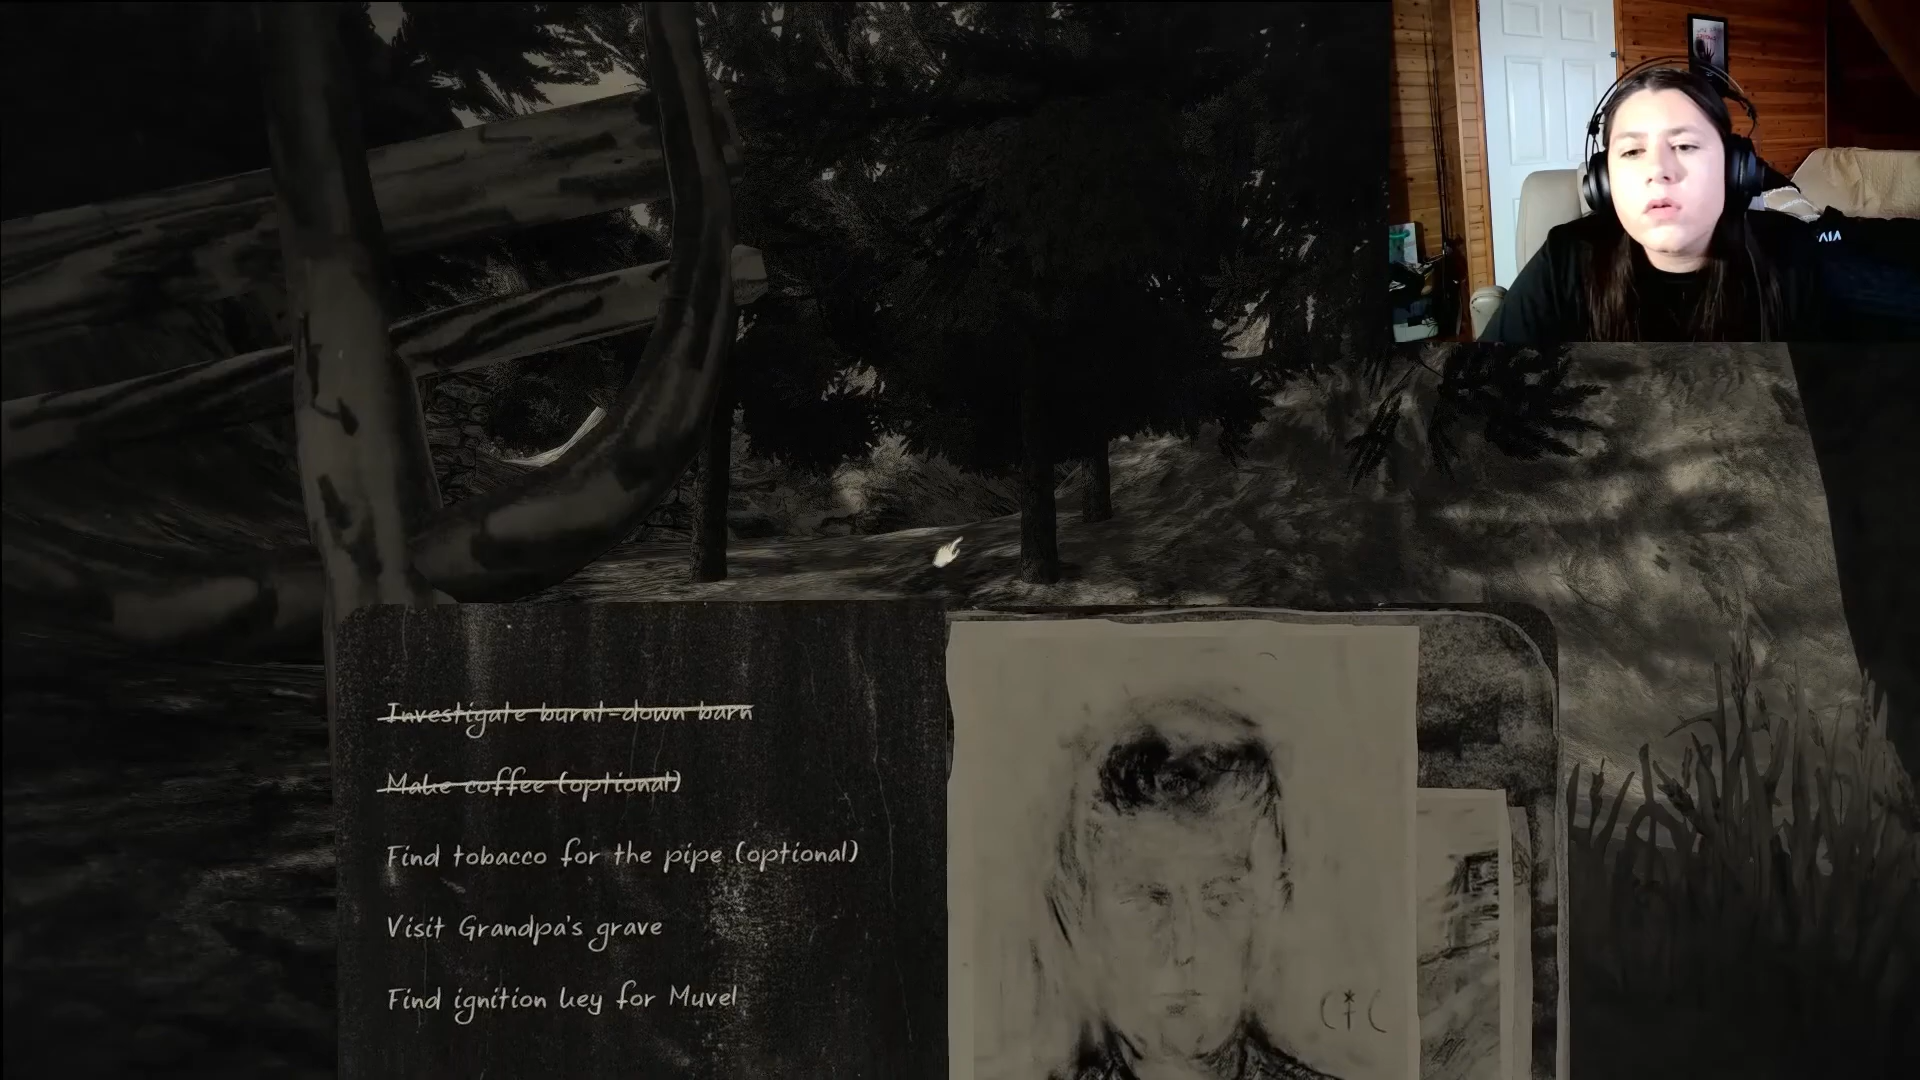 Investigate burnt-down barn
Make coffee (optional)
Find tobacco for the pipe (optional)
Visit Grandpa's grave
Find ignition key for Muvel